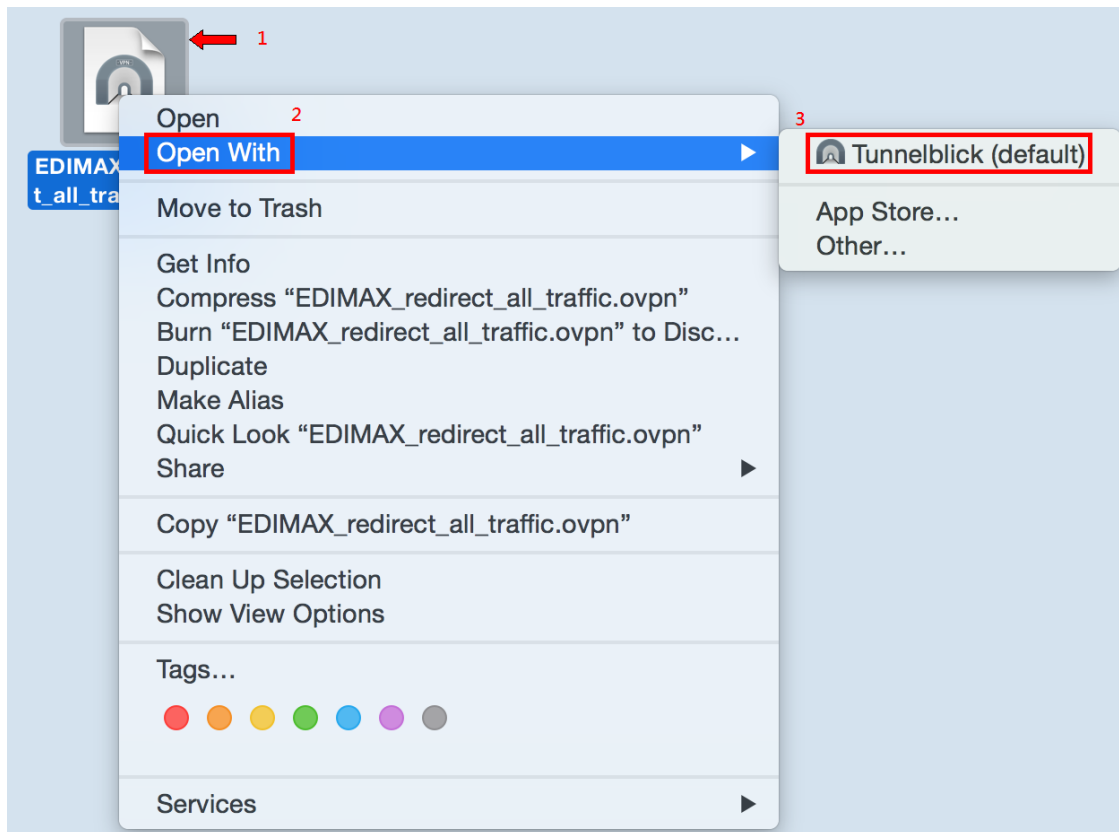 1
EDIMAX
t_all_tra
VPN
Open
2
Open With
3
Tunnelblick (default)
App Store…
Other…
Move to Trash
Get Info
Compress “EDIMAX_redirect_all_traffic.ovpn”
Burn “EDIMAX_redirect_all_traffic.ovpn” to Disc…
Duplicate
Make Alias
Quick Look “EDIMAX_redirect_all_traffic.ovpn”
Share
Copy “EDIMAX_redirect_all_traffic.ovpn”
Clean Up Selection
Show View Options
Tags…
Services